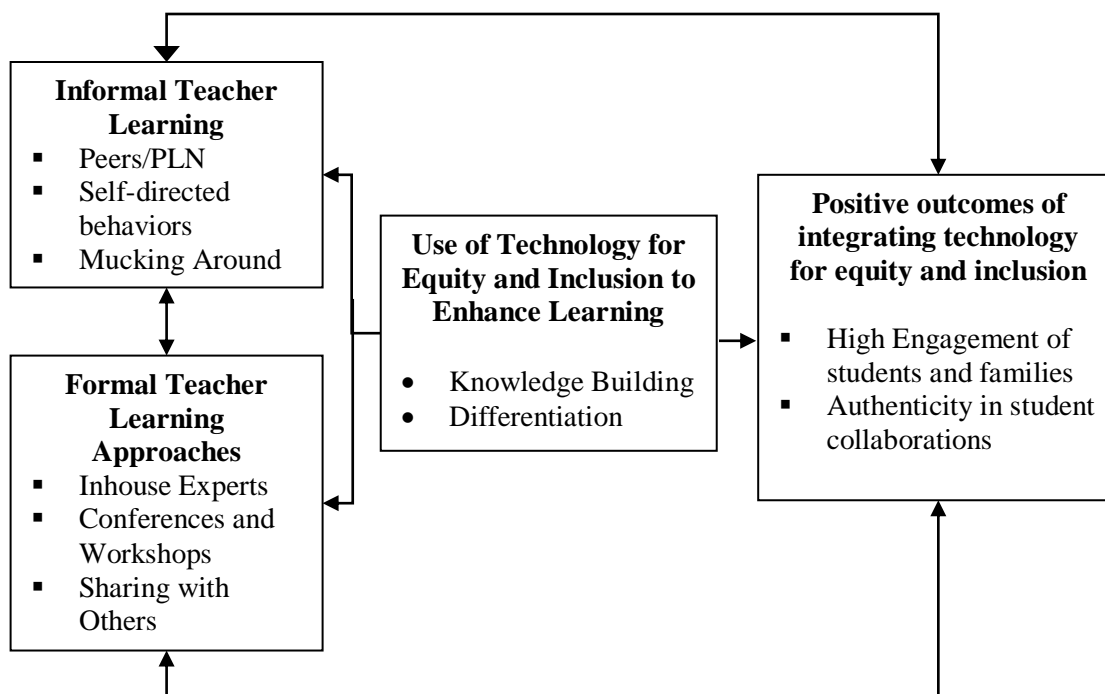 Informal Teacher
Learning
▪ Peers/PLN
▪ Self-directed
behaviors
▪ Mucking Around
Formal Teacher
Learning
Approaches
▪ Inhouse Experts
▪ Conferences and
Workshops
▪ Sharing with
Others
Use of Technology for
Equity and Inclusion to
Enhance Learning
• Knowledge Building
• Differentiation
Positive outcomes of
integrating technology
for equity and inclusion
▪ High Engagement of
students and families
▪ Authenticity in student
collaborations